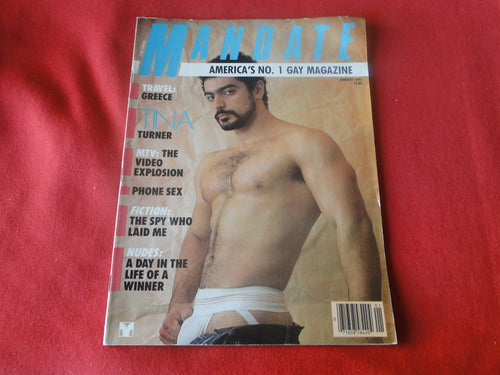 MANDATE
AMERICA'S NO. 1 GAY MAGAZINE
TRAVEL:
GREECE
TINA
TURNER
MTV: THE
VIDEO
EXPLOSION
PHONE SEX
FICTION:
THE SPY WHO
LAID ME
NUDES:
A DAY IN THE
LIFE OF A
WINNER